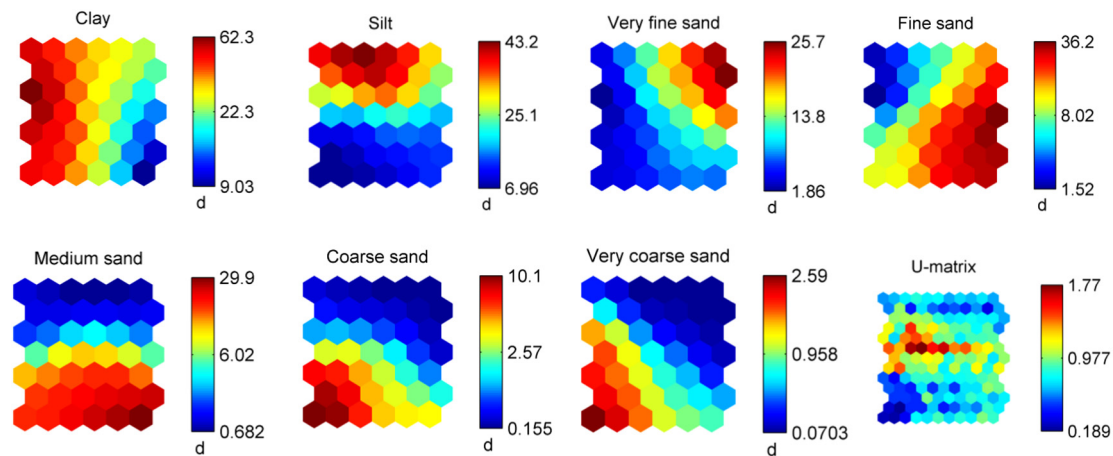 Clay
62.3
22.3
9.03
d
Silt
43.2
25.1
6.96
d
Very fine sand
25.7
13.8
1.86
d
Fine sand
36.2
8.02
1.52
d
Medium sand
29.9
6.02
0.682
d
Coarse sand
10.1
2.57
0.155
d
Very coarse sand
2.59
0.958
0.0703
d
U-matrix
1.77
0.977
0.189